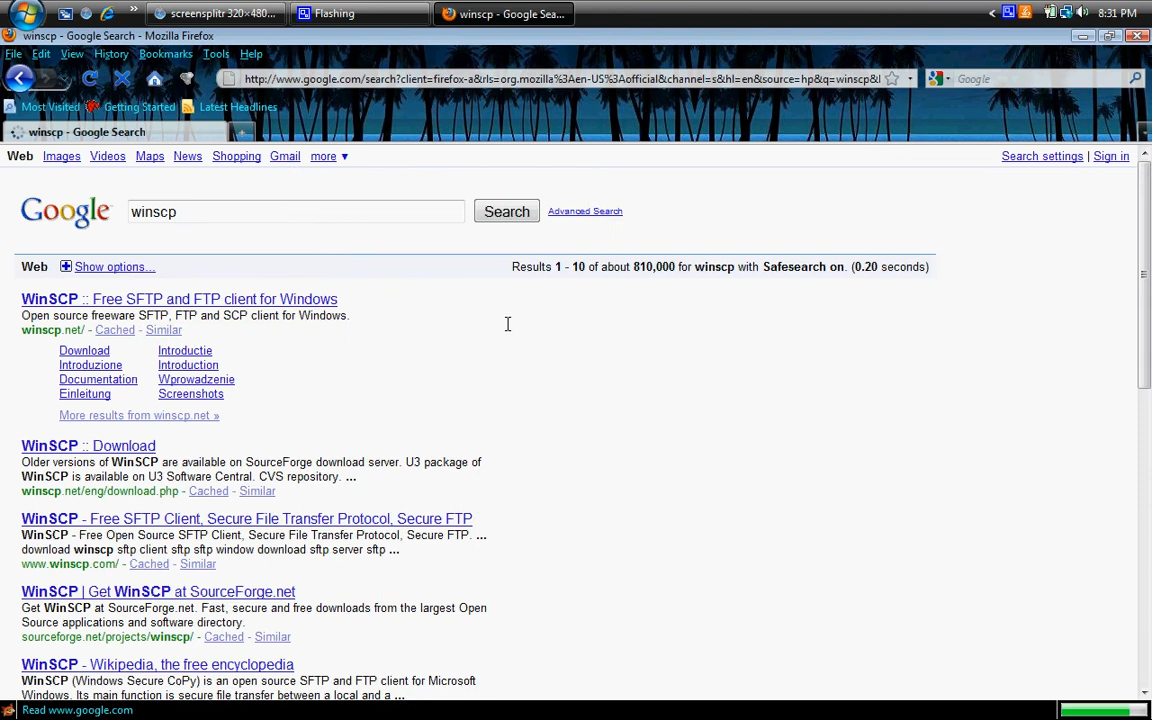 screensplitr 320×480...
Flashing
winscp - Google Sea...
8:31 PM
winscp - Google Search - Mozilla Firefox
File Edit View History Bookmarks Tools Help
http://www.google.com/search?client=firefox-a&rls=org.mozilla%3Aen-US%3Aofficial&channel=s&hl=en&source=hp&q=winscp&l
Google
Most Visited Getting Started Latest Headlines
winscp - Google Search
Web Images Videos Maps News Shopping Gmail more ▼
Search settings | Sign in
Google winscp Search Advanced Search
Web Show options... Results 1 - 10 of about 810,000 for winscp with Safesearch on. (0.20 seconds)
WinSCP :: Free SFTP and FTP client for Windows
Open source freeware SFTP, FTP and SCP client for Windows.
winscp.net/ - Cached - Similar
Download Introductie
Introduzione Introduction
Documentation Wprowadzenie
Einleitung Screenshots
More results from winscp.net »
WinSCP :: Download
Older versions of WinSCP are available on SourceForge download server. U3 package of
WinSCP is available on U3 Software Central. CVS repository. ...
winscp.net/eng/download.php - Cached - Similar
WinSCP - Free SFTP Client, Secure File Transfer Protocol, Secure FTP
WinSCP - Free Open Source SFTP Client, Secure File Transfer Protocol, Secure FTP. ...
download winscp sftp client sftp sftp window download sftp server sftp ...
www.winscp.com/ - Cached - Similar
WinSCP | Get WinSCP at SourceForge.net
Get WinSCP at SourceForge.net. Fast, secure and free downloads from the largest Open
Source applications and software directory.
sourceforge.net/projects/winscp/ - Cached - Similar
WinSCP - Wikipedia, the free encyclopedia
WinSCP (Windows Secure CoPy) is an open source SFTP and FTP client for Microsoft
Windows. Its main function is secure file transfer between a local and a ...
Read www.google.com